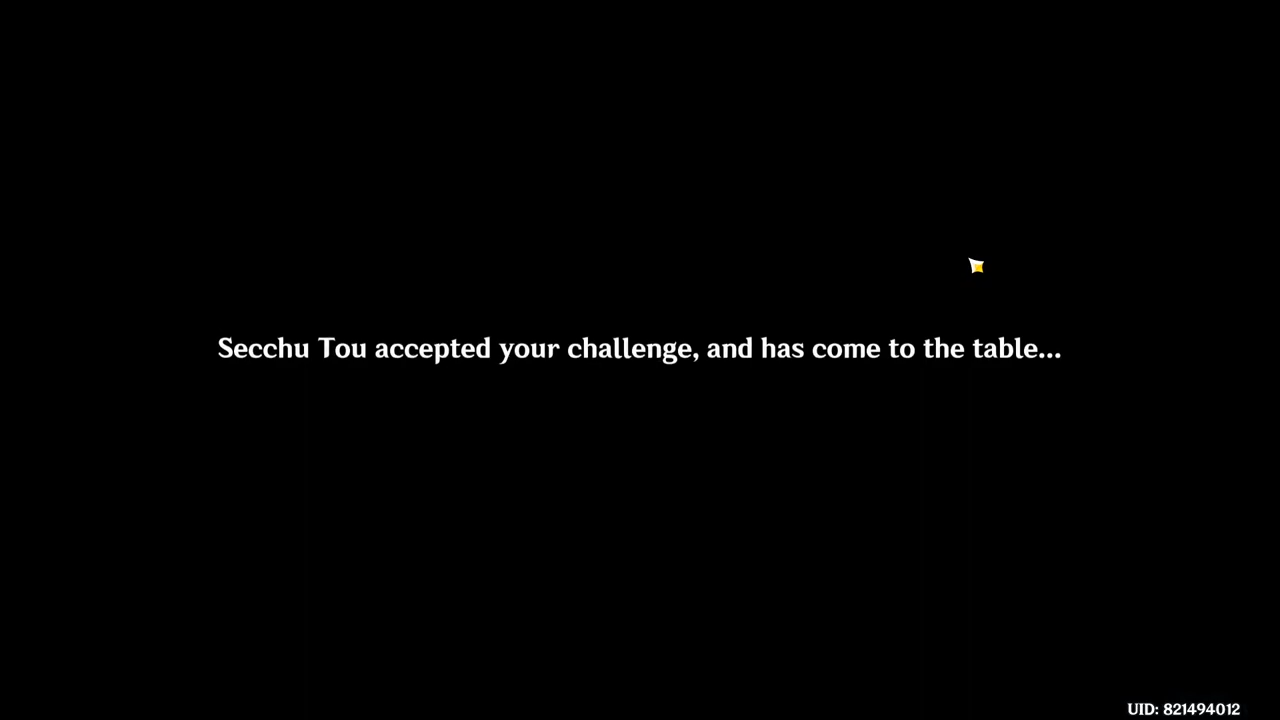 Secchu Tou accepted your challenge, and has come to the table...
UID: 821494012